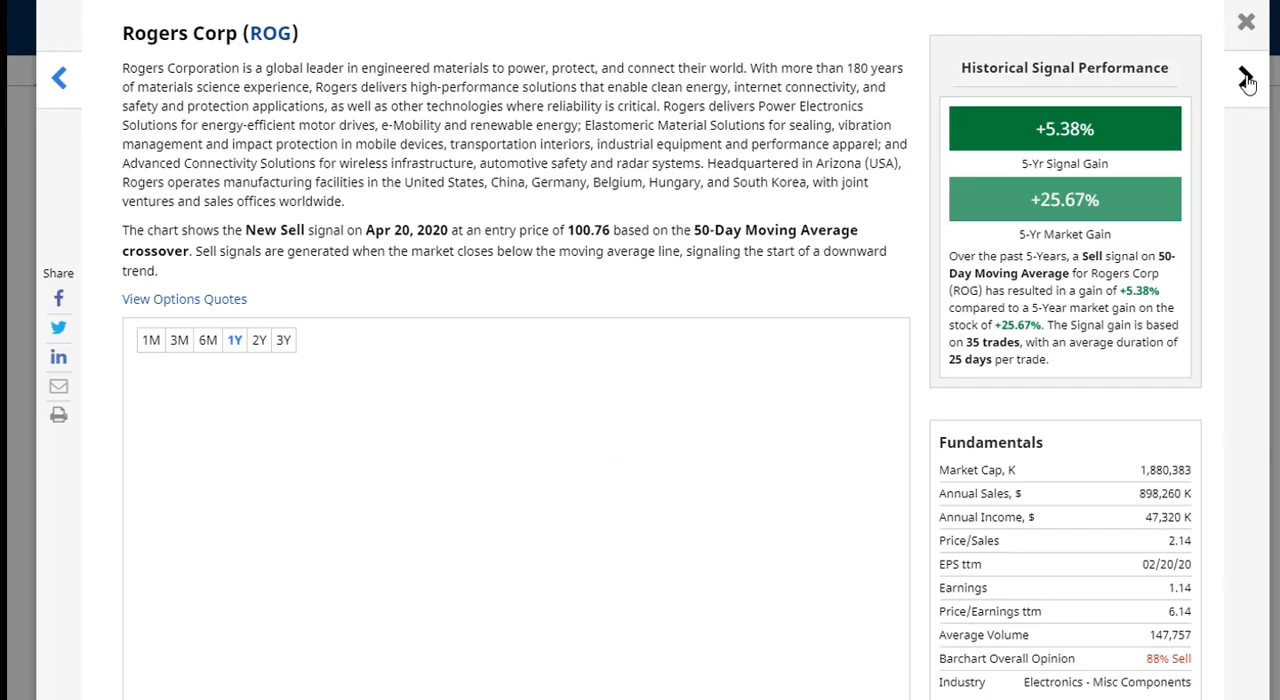 Rogers Corp (ROG)
Rogers Corporation is a global leader in engineered materials to power, protect, and connect their world. With more than 180 years
of materials science experience, Rogers delivers high-performance solutions that enable clean energy, internet connectivity, and
safety and protection applications, as well as other technologies where reliability is critical. Rogers delivers Power Electronics
Solutions for energy-efficient motor drives, e-Mobility and renewable energy; Elastomeric Material Solutions for sealing, vibration
management and impact protection in mobile devices, transportation interiors, industrial equipment and performance apparel; and
Advanced Connectivity Solutions for wireless infrastructure, automotive safety and radar systems. Headquartered in Arizona (USA),
Rogers operates manufacturing facilities in the United States, China, Germany, Belgium, Hungary, and South Korea, with joint
ventures and sales offices worldwide.
The chart shows the New Sell signal on Apr 20, 2020 at an entry price of 100.76 based on the 50-Day Moving Average
crossover. Sell signals are generated when the market closes below the moving average line, signaling the start of a downward
trend.
View Options Quotes
Share
1M 3M 6M 1Y 2Y 3Y
Historical Signal Performance
+5.38%
5-Yr Signal Gain
+25.67%
5-Yr Market Gain
Over the past 5-Years, a Sell signal on 50-
Day Moving Average for Rogers Corp
(ROG) has resulted in a gain of +5.38%
compared to a 5-Year market gain on the
stock of +25.67%. The Signal gain is based
on 35 trades, with an average duration of
25 days per trade.
Fundamentals
Market Cap, K 1,880,383
Annual Sales, $ 898,260 K
Annual Income, $ 47,320 K
Price/Sales 2.14
EPS ttm 02/20/20
Earnings 1.14
Price/Earnings ttm 6.14
Average Volume 147,757
Barchart Overall Opinion 88% Sell
Industry Electronics - Misc Components